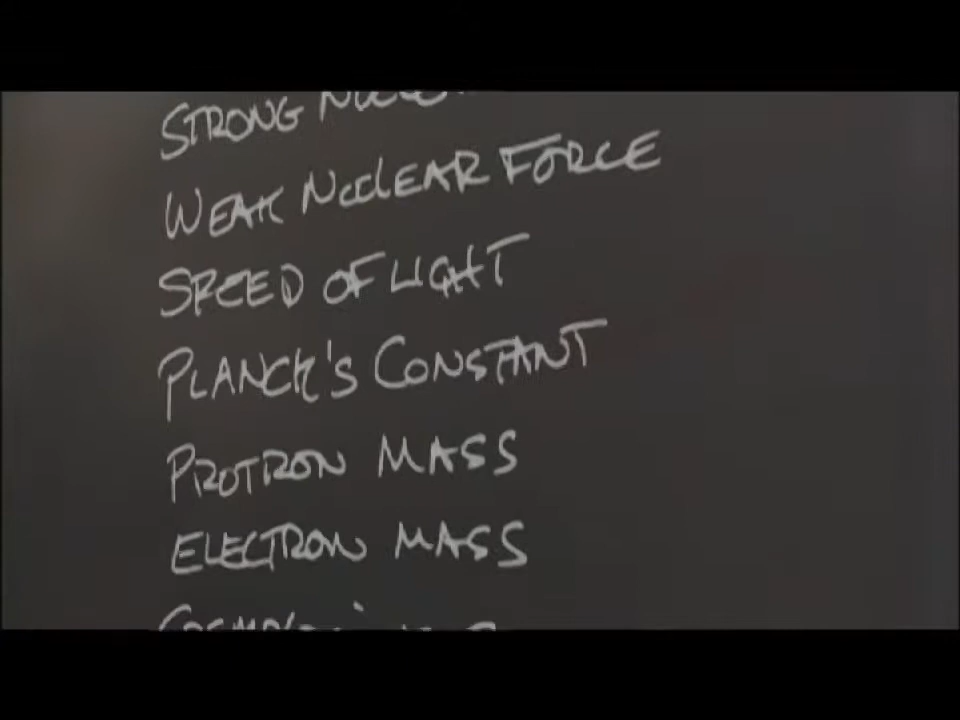 STRONG
WEAK NUCLEAR FORCE
SPEED OF LIGHT
PLANCK'S CONSTANT
PROTRON MASS
ELECTRON MASS